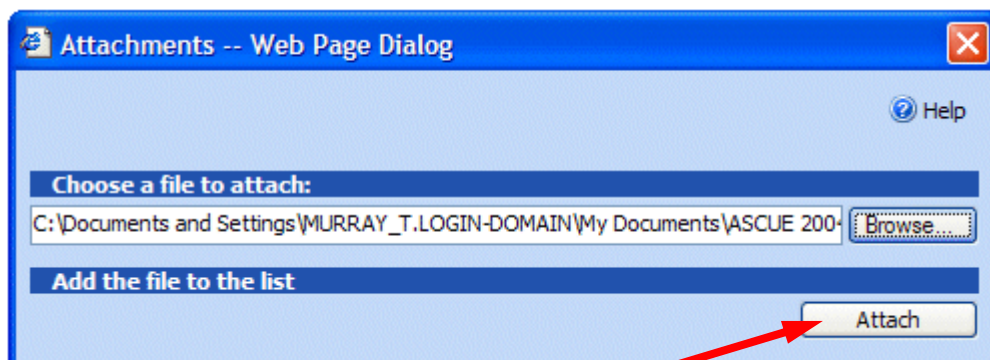 Attachments -- Web Page Dialog
Help
Choose a file to attach:
C:\Documents and Settings\MURRAY_T.LOGIN-DOMAIN\My Documents\ASCUE 200
Browse...
Add the file to the list
Attach